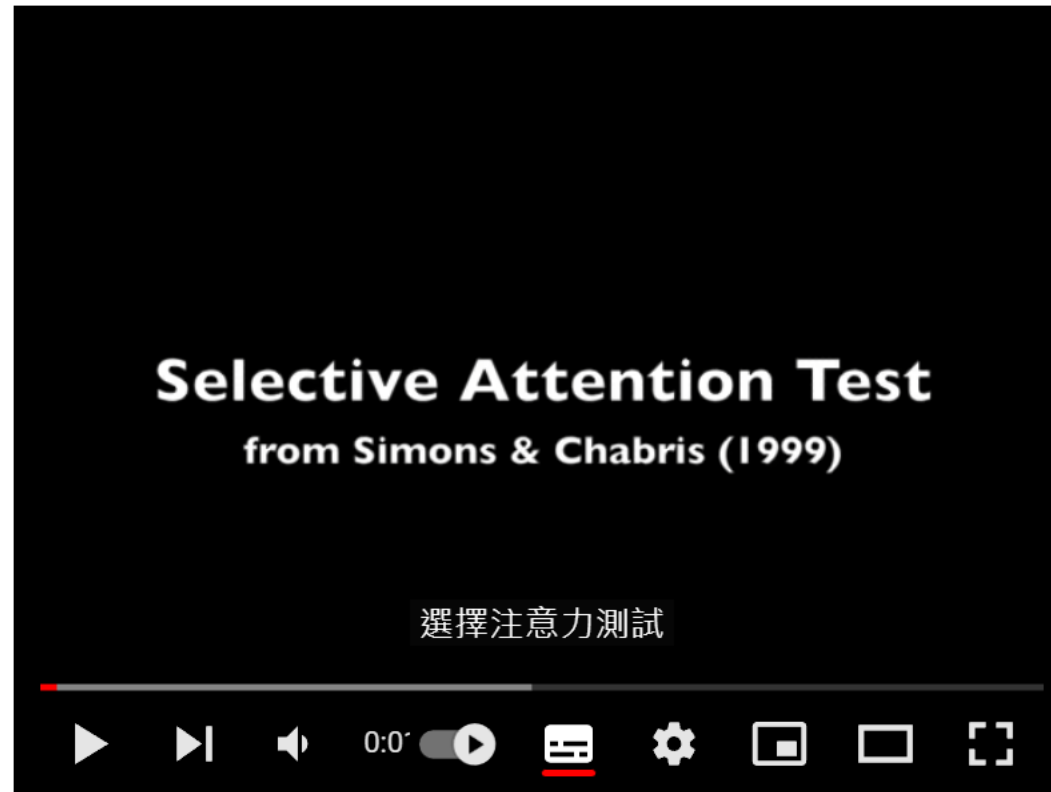 Selective Attention Test
from Simons & Chabris (1999)
選擇注意力測試